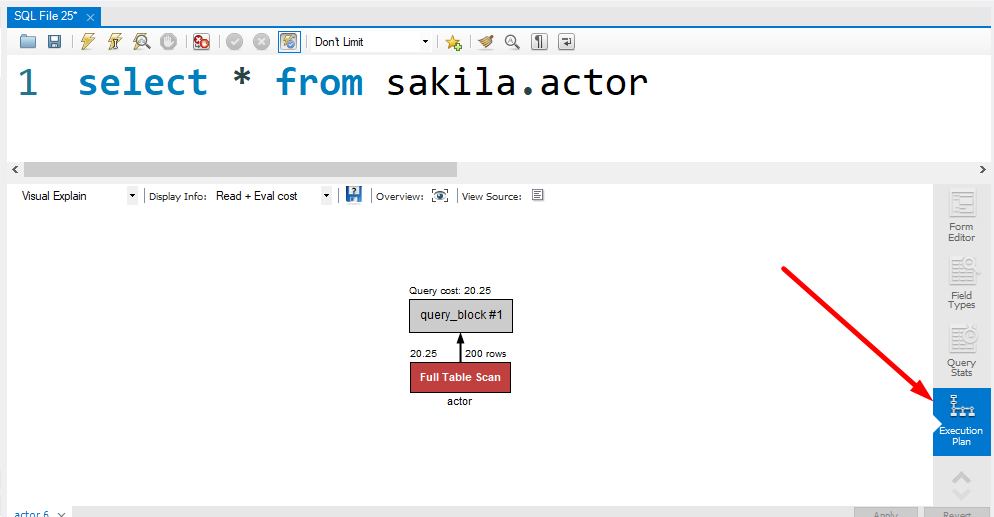 SQL File 25*
Don't Limit
1 select * from sakila.actor
Visual Explain Display Info: Read + Eval cost Overview: View Source:
Form
Editor
Field
Types
Query
Stats
Execution
Plan
Query cost: 20.25
query_block #1
20.25 200 rows
Full Table Scan
actor
actor 6
Apply Revert